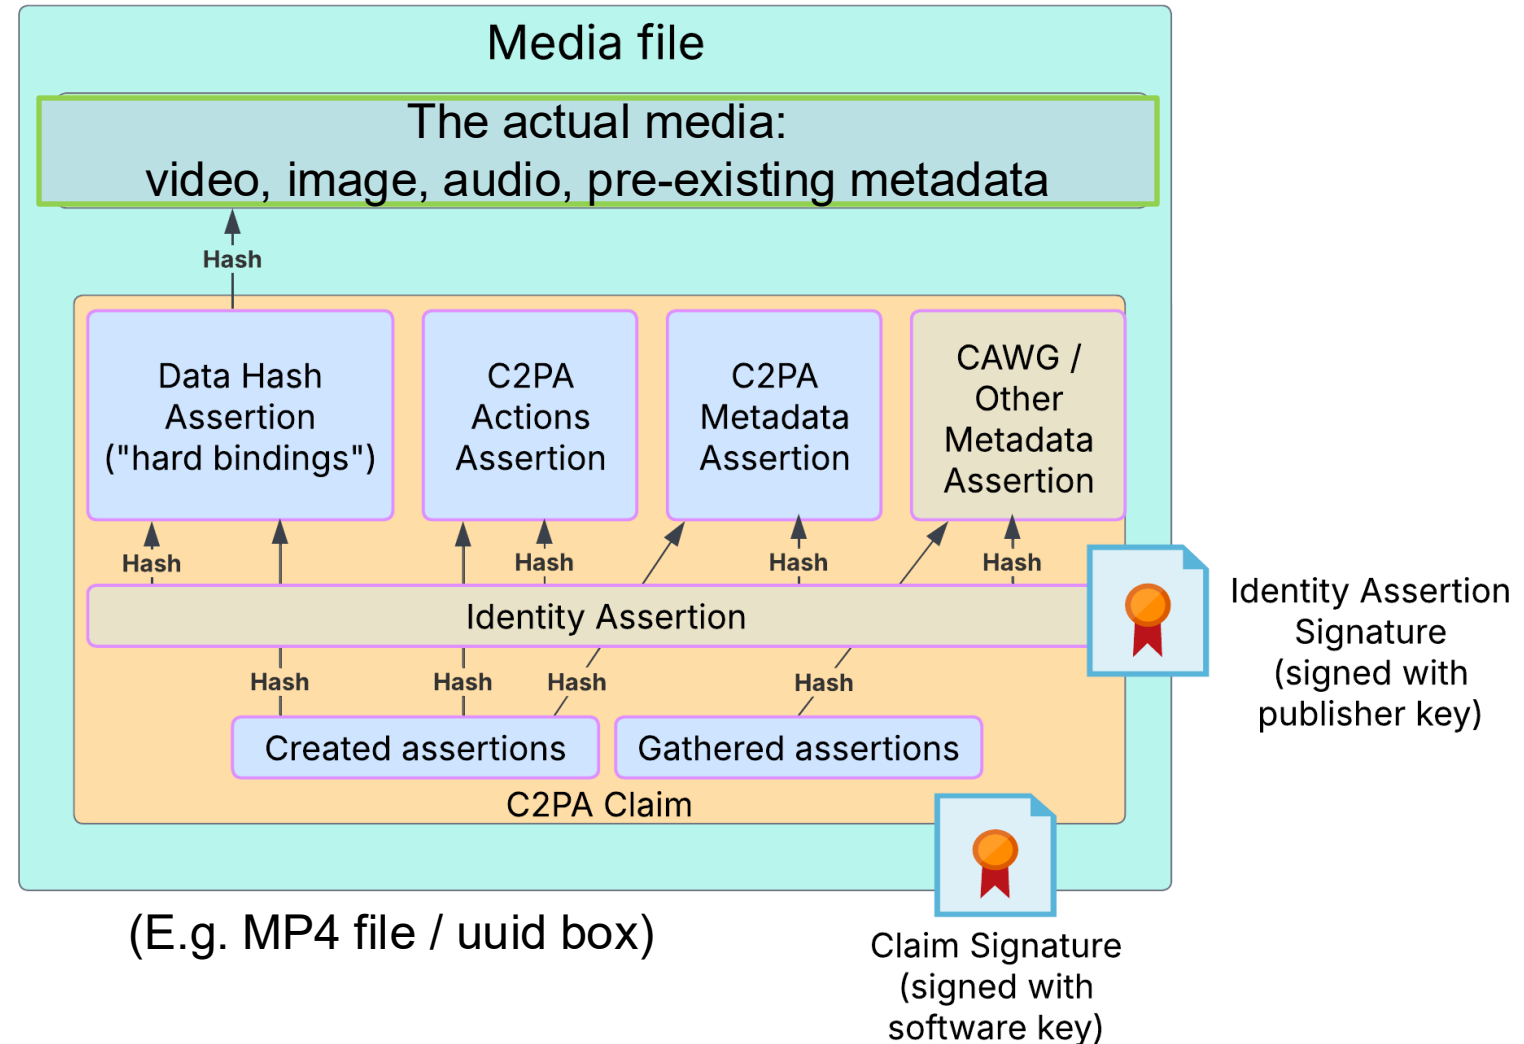 Media file
The actual media:
video, image, audio, pre-existing metadata
Hash
Data Hash
Assertion
("hard bindings")
C2PA
Actions
Assertion
C2PA
Metadata
Assertion
CAWG /
Other
Metadata
Assertion
Hash
Hash
Hash
Hash
Identity Assertion
Identity Assertion
Signature
(signed with
publisher key)
Hash
Hash
Hash
Hash
Created assertions
Gathered assertions
C2PA Claim
(E.g. MP4 file / uuid box)
Claim Signature
(signed with
software key)